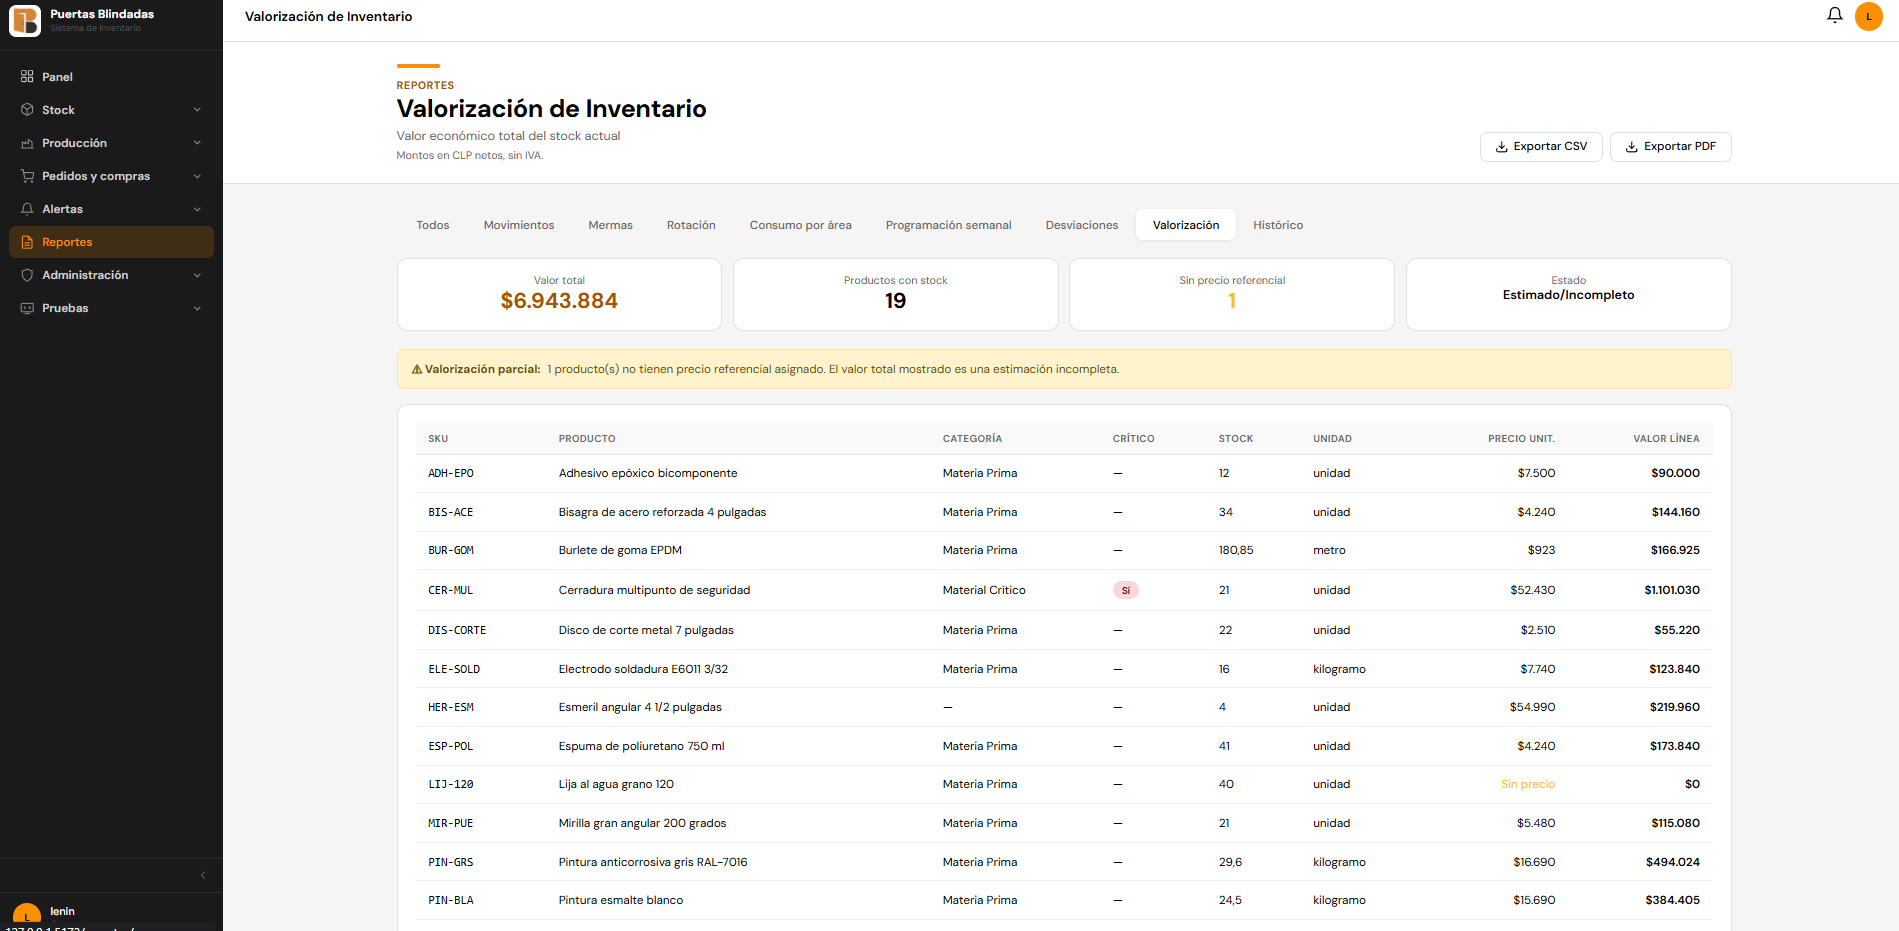 Puertas Blindadas
Sistema de Inventario
Panel
Stock
Producción
Pedidos y compras
Alertas
Reportes
Administración
Pruebas
L
lenin
Valorización de Inventario
L
REPORTES
Valorización de Inventario
Valor económico total del stock actual
Montos en CLP netos, sin IVA.
Exportar CSV
Exportar PDF
Todos Movimientos Mermas Rotación Consumo por área Programación semanal Desviaciones Valorización Histórico
Valor total
$6.943.884
Productos con stock
19
Sin precio referencial
1
Estado
Estimado/Incompleto
Valorización parcial: 1 producto(s) no tienen precio referencial asignado. El valor total mostrado es una estimación incompleta.
SKU PRODUCTO CATEGORÍA CRÍTICO STOCK UNIDAD PRECIO UNIT. VALOR LÍNEA
ADH-EPO Adhesivo epóxico bicomponente Materia Prima — 12 unidad $7.500 $90.000
BIS-ACE Bisagra de acero reforzada 4 pulgadas Materia Prima — 34 unidad $4.240 $144.160
BUR-GOM Burlete de goma EPDM Materia Prima — 180,85 metro $923 $166.925
CER-MUL Cerradura multipunto de seguridad Material Crítico Sí 21 unidad $52.430 $1.101.030
DIS-CORTE Disco de corte metal 7 pulgadas Materia Prima — 22 unidad $2.510 $55.220
ELE-SOLD Electrodo soldadura E6011 3/32 Materia Prima — 16 kilogramo $7.740 $123.840
HER-ESM Esmeril angular 4 1/2 pulgadas — — 4 unidad $54.990 $219.960
ESP-POL Espuma de poliuretano 750 ml Materia Prima — 41 unidad $4.240 $173.840
LIJ-120 Lija al agua grano 120 Materia Prima — 40 unidad Sin precio $0
MIR-PUE Mirilla gran angular 200 grados Materia Prima — 21 unidad $5.480 $115.080
PIN-GRS Pintura anticorrosiva gris RAL-7016 Materia Prima — 29,6 kilogramo $16.690 $494.024
PIN-BLA Pintura esmalte blanco Materia Prima — 24,5 kilogramo $15.690 $384.405